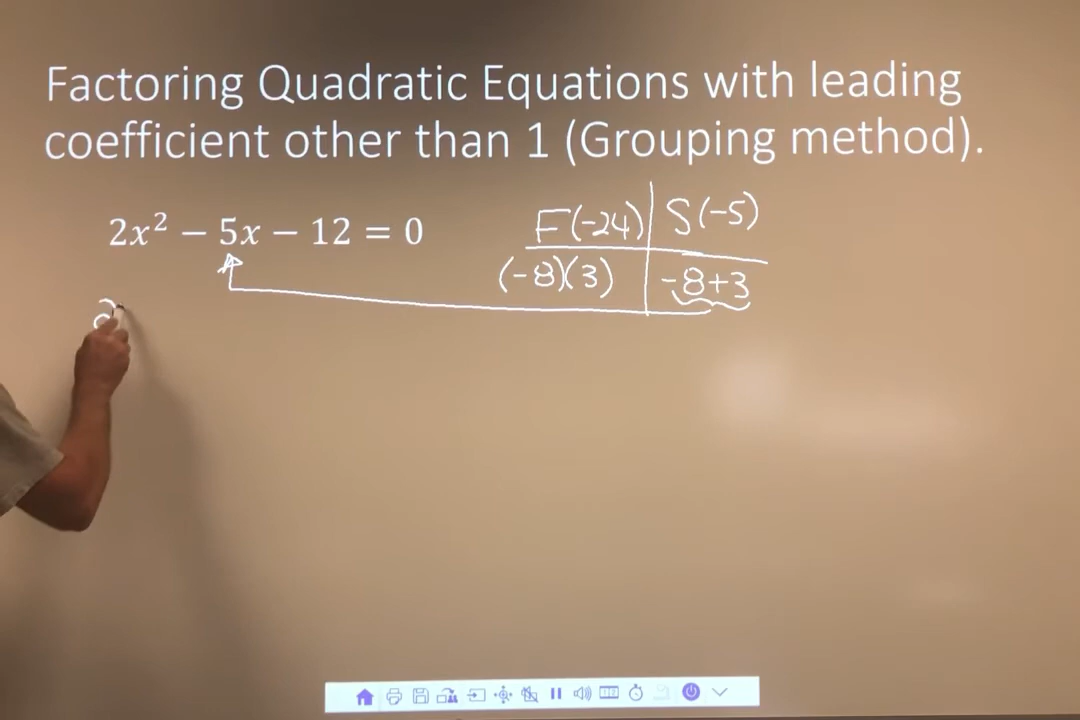 Factoring Quadratic Equations with leading
coefficient other than 1 (Grouping method).
2x² − 5x − 12 = 0
F(-24) S(-5)
(-8)(3) -8+3
2